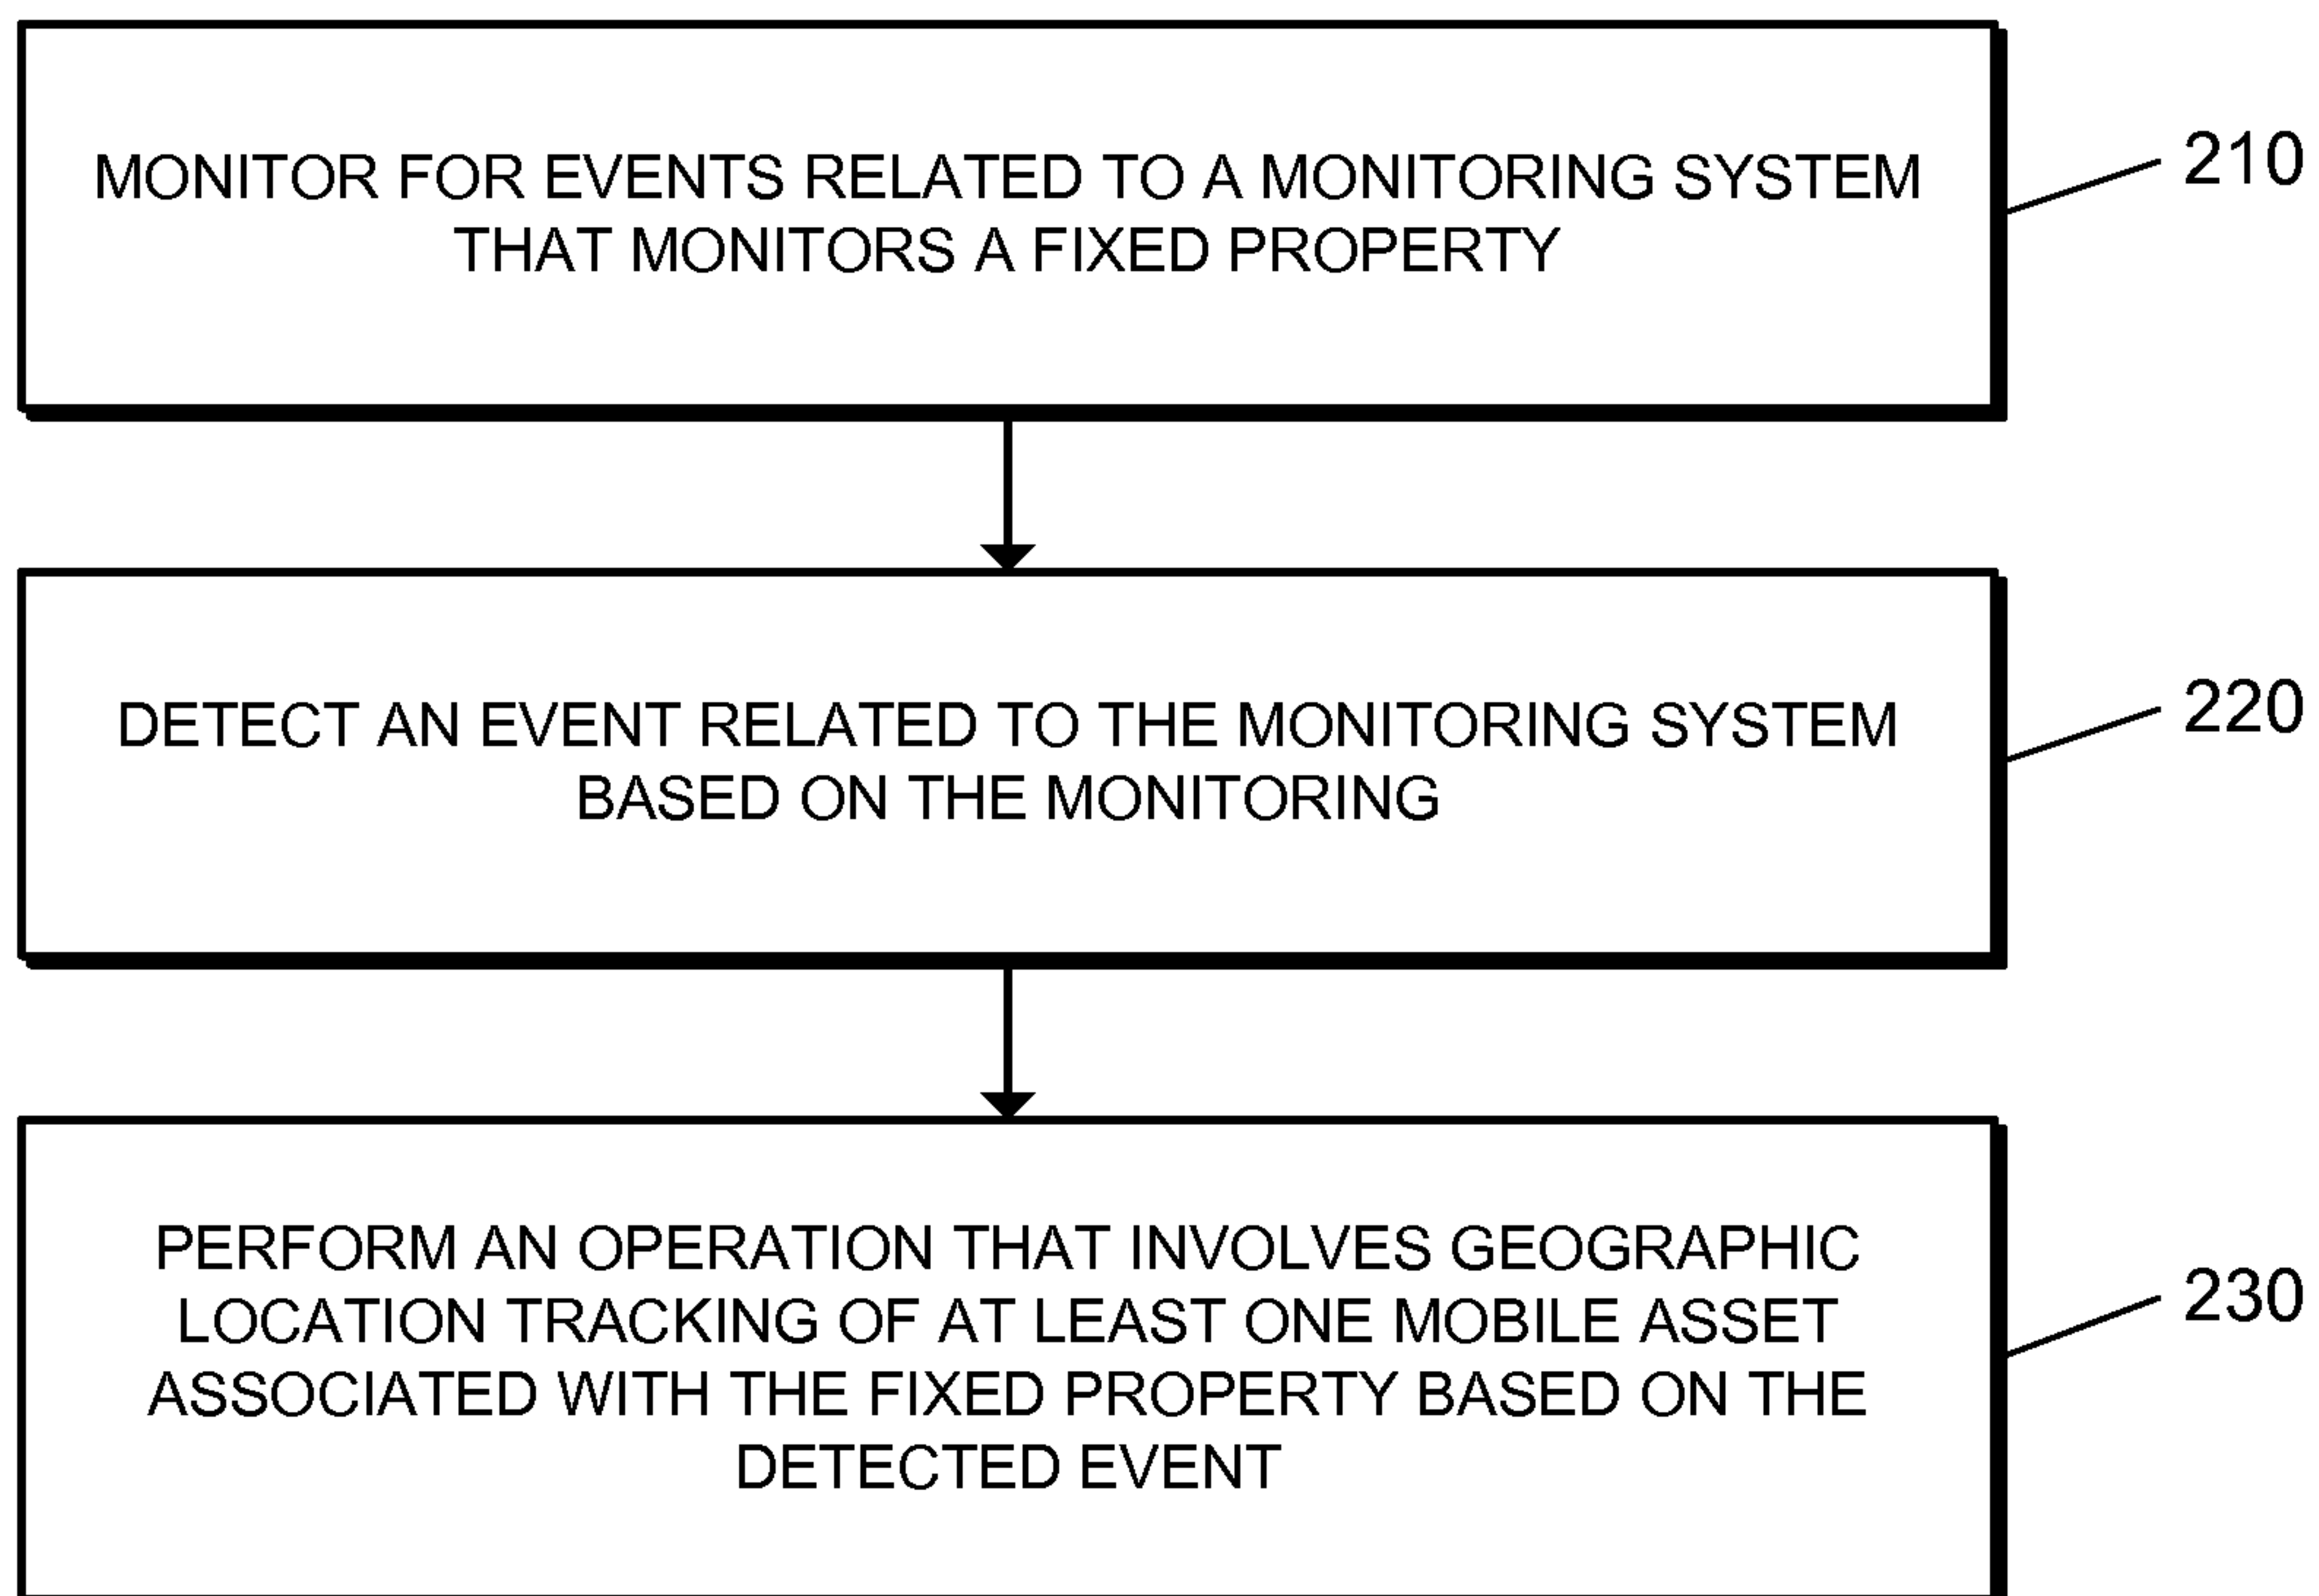 MONITOR FOR EVENTS RELATED TO A MONITORING SYSTEM
THAT MONITORS A FIXED PROPERTY
210
DETECT AN EVENT RELATED TO THE MONITORING SYSTEM
BASED ON THE MONITORING
220
PERFORM AN OPERATION THAT INVOLVES GEOGRAPHIC
LOCATION TRACKING OF AT LEAST ONE MOBILE ASSET
ASSOCIATED WITH THE FIXED PROPERTY BASED ON THE
DETECTED EVENT
230